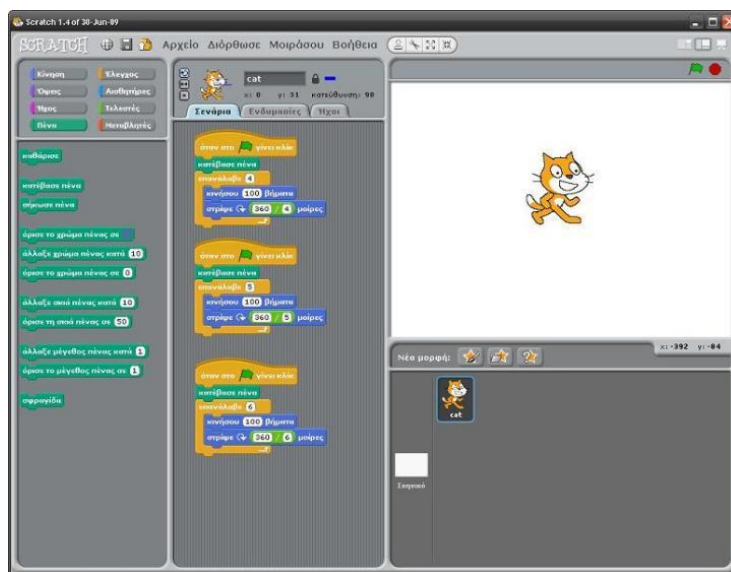 Scratch 1.4 of 30-Jun-09
SCRATCH Αρχείο Διόρθωσε Μοιράσου Βοήθεια
Κίνηση Έλεγχος
Όψεις Αισθητήρες
Ήχος Τελεστές
Πένα Μεταβλητές
καθάρισε
κατέβασε πένα
σήκωσε πένα
όρισε το χρώμα πένας σε
άλλαξε χρώμα πένας κατά 10
όρισε το χρώμα πένας σε 0
άλλαξε σκιά πένας κατά 10
όρισε τη σκιά πένας σε 50
άλλαξε μέγεθος πένας κατά 1
όρισε το μέγεθος πένας σε 1
σφραγίδα
cat
x: 0 y: 31 κατεύθυνση: 90
Σενάρια Ενδυμασίες Ήχοι
όταν στο γίνει κλικ
κατέβασε πένα
επανάλαβε 4
κινήσου 100 βήματα
στρίψε 360 / 4 μοίρες
όταν στο γίνει κλικ
κατέβασε πένα
επανάλαβε 5
κινήσου 100 βήματα
στρίψε 360 / 5 μοίρες
όταν στο γίνει κλικ
κατέβασε πένα
επανάλαβε 6
κινήσου 100 βήματα
στρίψε 360 / 6 μοίρες
x: -392 y: -84
Νέα μορφή:
cat
Σκηνικό